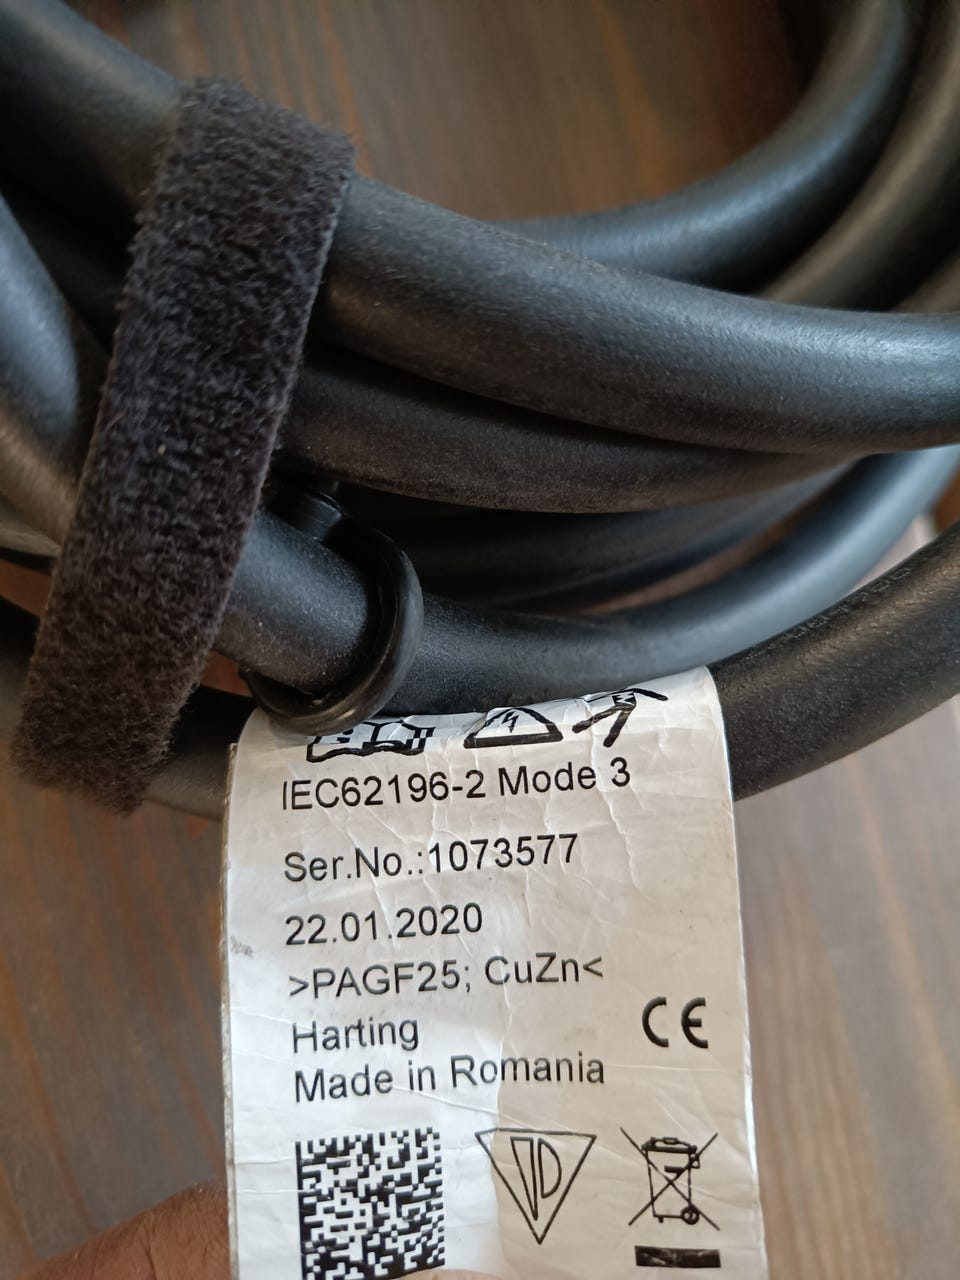 IEC62196-2 Mode 3
Ser.No.:1073577
22.01.2020
>PAGF25; CuZn<
Harting
CE
Made in Romania